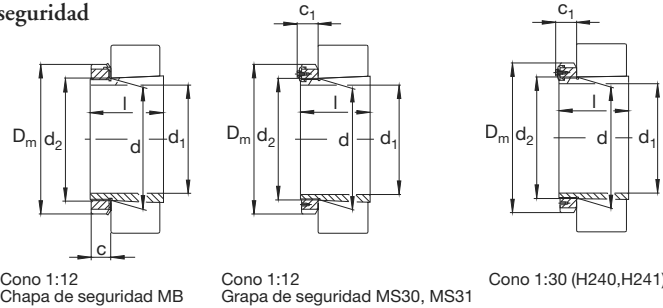 seguridad
c1
c1
l
l
l
Dm d2
d
d1
Dm d2
d
d1
Dm d2
d
d1
c
Cono 1:12
Chapa de seguridad MB
Cono 1:12
Grapa de seguridad MS30, MS31
Cono 1:30 (H240,H241)